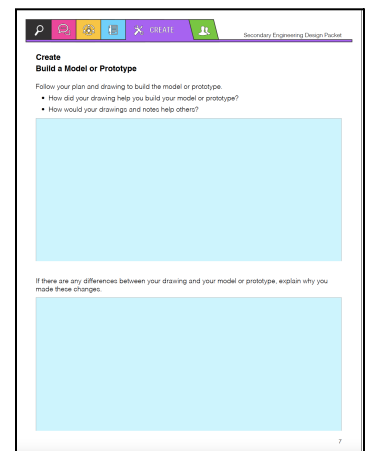 CREATE
Secondary Engineering Design Packet
Create
Build a Model or Prototype
Follow your plan and drawing to build the model or prototype.
• How did your drawing help you build your model or prototype?
• How would your drawings and notes help others?
If there are any differences between your drawing and your model or prototype, explain why you
made these changes.
7